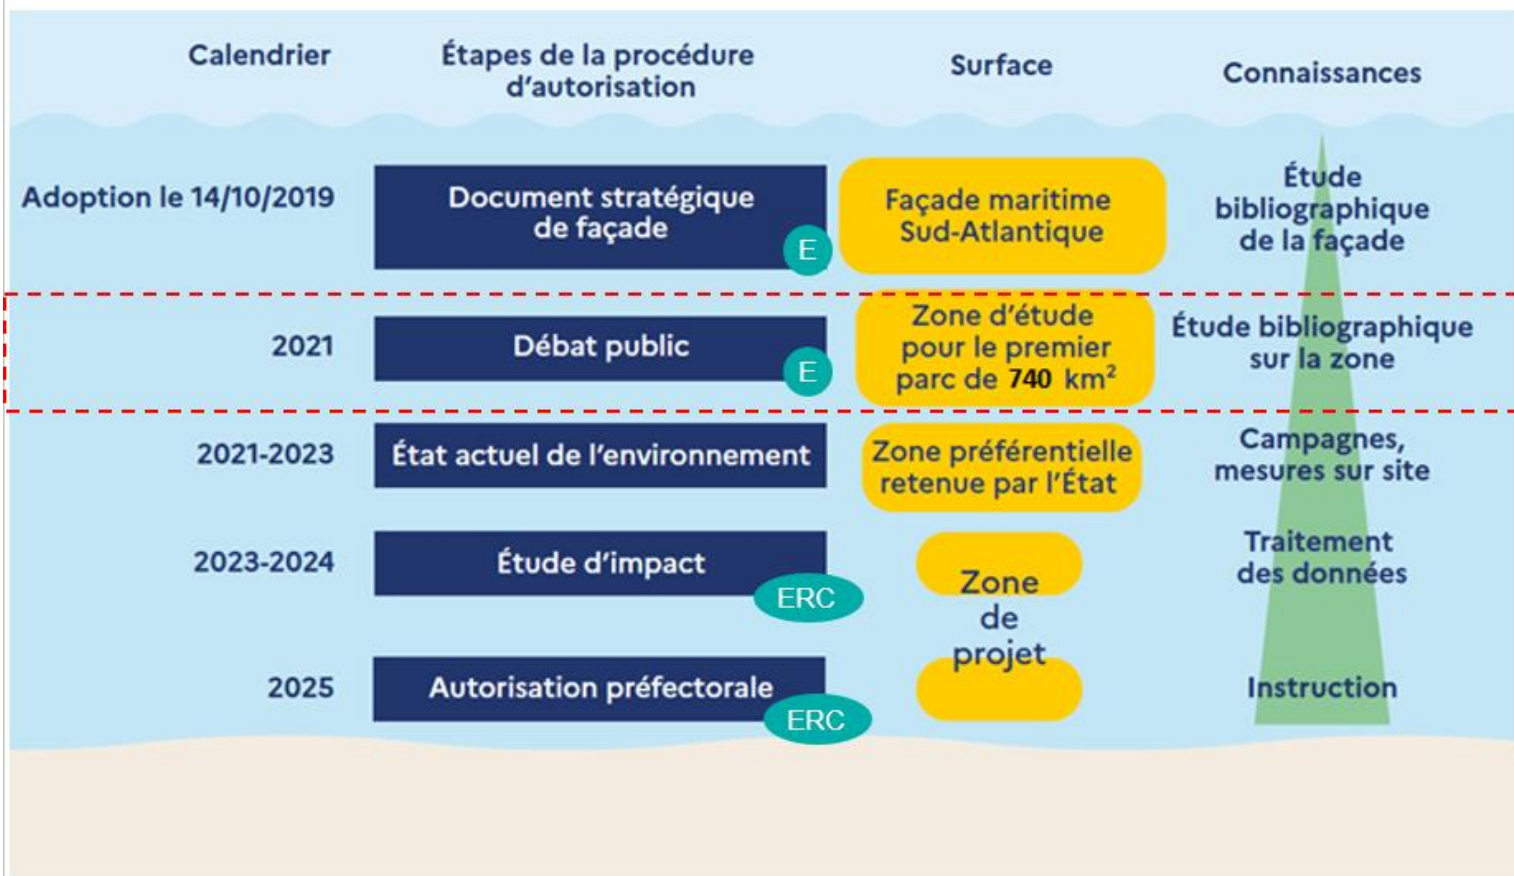 Calendrier
Étapes de la procédure
d'autorisation
Surface
Connaissances
Adoption le 14/10/2019
Document stratégique
de façade
E
Façade maritime
Sud-Atlantique
Étude
bibliographique
de la façade
2021
Débat public
E
Zone d'étude
pour le premier
parc de 740 km²
Étude bibliographique
sur la zone
2021-2023
État actuel de l'environnement
Zone préférentielle
retenue par l'État
Campagnes,
mesures sur site
2023-2024
Étude d'impact
ERC
Zone
de
projet
Traitement
des données
2025
Autorisation préfectorale
ERC
Instruction